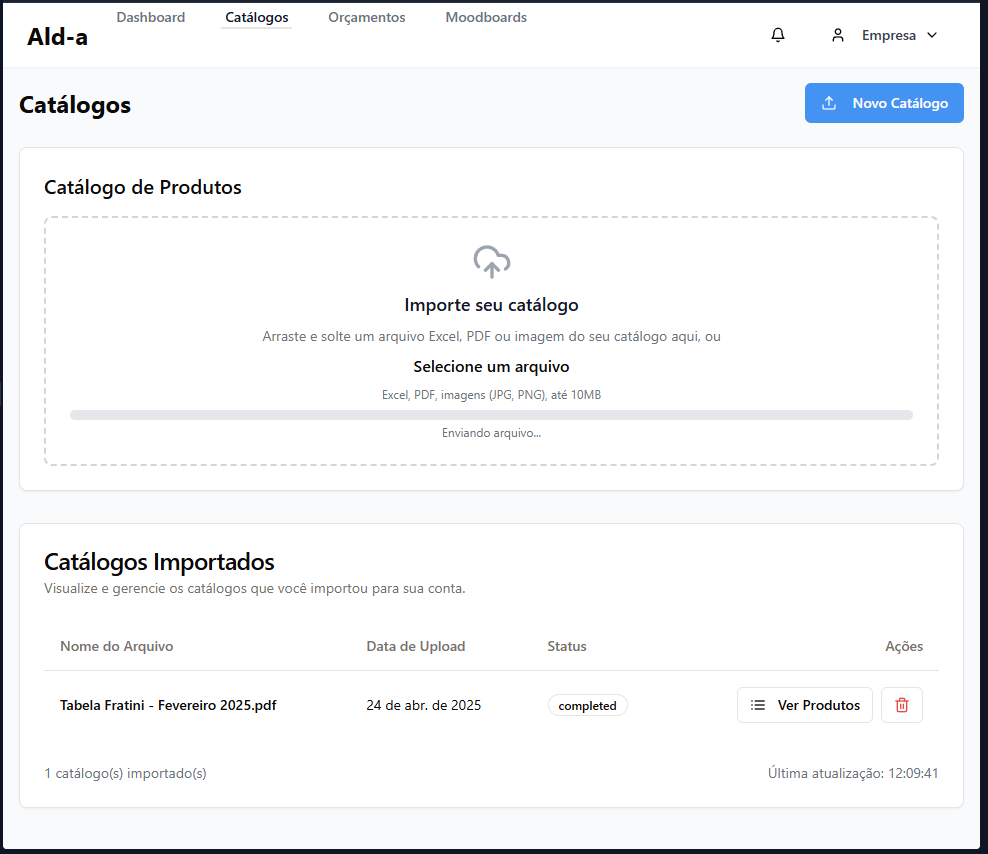 Ald-a
Dashboard
Catálogos
Orçamentos
Moodboards
Empresa
Catálogos
Novo Catálogo
Catálogo de Produtos
Importe seu catálogo
Arraste e solte um arquivo Excel, PDF ou imagem do seu catálogo aqui, ou
Selecione um arquivo
Excel, PDF, imagens (JPG, PNG), até 10MB
Enviando arquivo...
Catálogos Importados
Visualize e gerencie os catálogos que você importou para sua conta.
Nome do Arquivo
Data de Upload
Status
Ações
Tabela Fratini - Fevereiro 2025.pdf
24 de abr. de 2025
completed
Ver Produtos
1 catálogo(s) importado(s)
Última atualização: 12:09:41